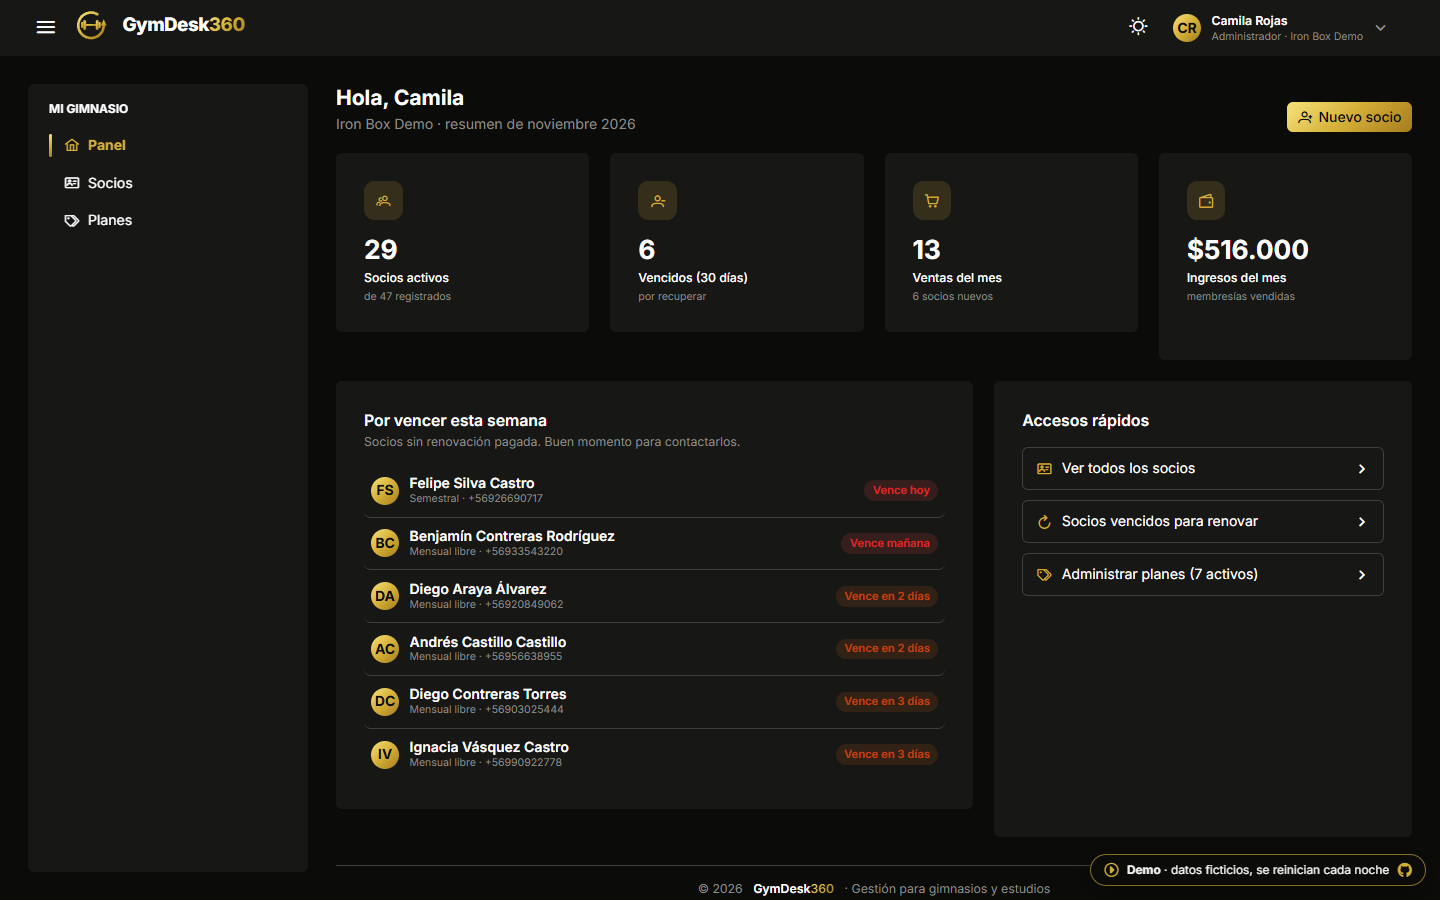 GymDesk360
Camila Rojas
Administrador · Iron Box Demo
CR
MI GIMNASIO
Panel
Socios
Planes
Hola, Camila
Iron Box Demo · resumen de noviembre 2026
Nuevo socio
29
Socios activos
de 47 registrados
6
Vencidos (30 días)
por recuperar
13
Ventas del mes
6 socios nuevos
$516.000
Ingresos del mes
membresías vendidas
Por vencer esta semana
Socios sin renovación pagada. Buen momento para contactarlos.
FS
Felipe Silva Castro
Semestral · +56926690717
Vence hoy
BC
Benjamín Contreras Rodríguez
Mensual libre · +56933543220
Vence mañana
DA
Diego Araya Álvarez
Mensual libre · +56920849062
Vence en 2 días
AC
Andrés Castillo Castillo
Mensual libre · +56956638955
Vence en 2 días
DC
Diego Contreras Torres
Mensual libre · +56903025444
Vence en 3 días
IV
Ignacia Vásquez Castro
Mensual libre · +56990922778
Vence en 3 días
Accesos rápidos
Ver todos los socios
Socios vencidos para renovar
Administrar planes (7 activos)
© 2026 GymDesk360 · Gestión para gimnasios y estudios
Demo · datos ficticios, se reinician cada noche